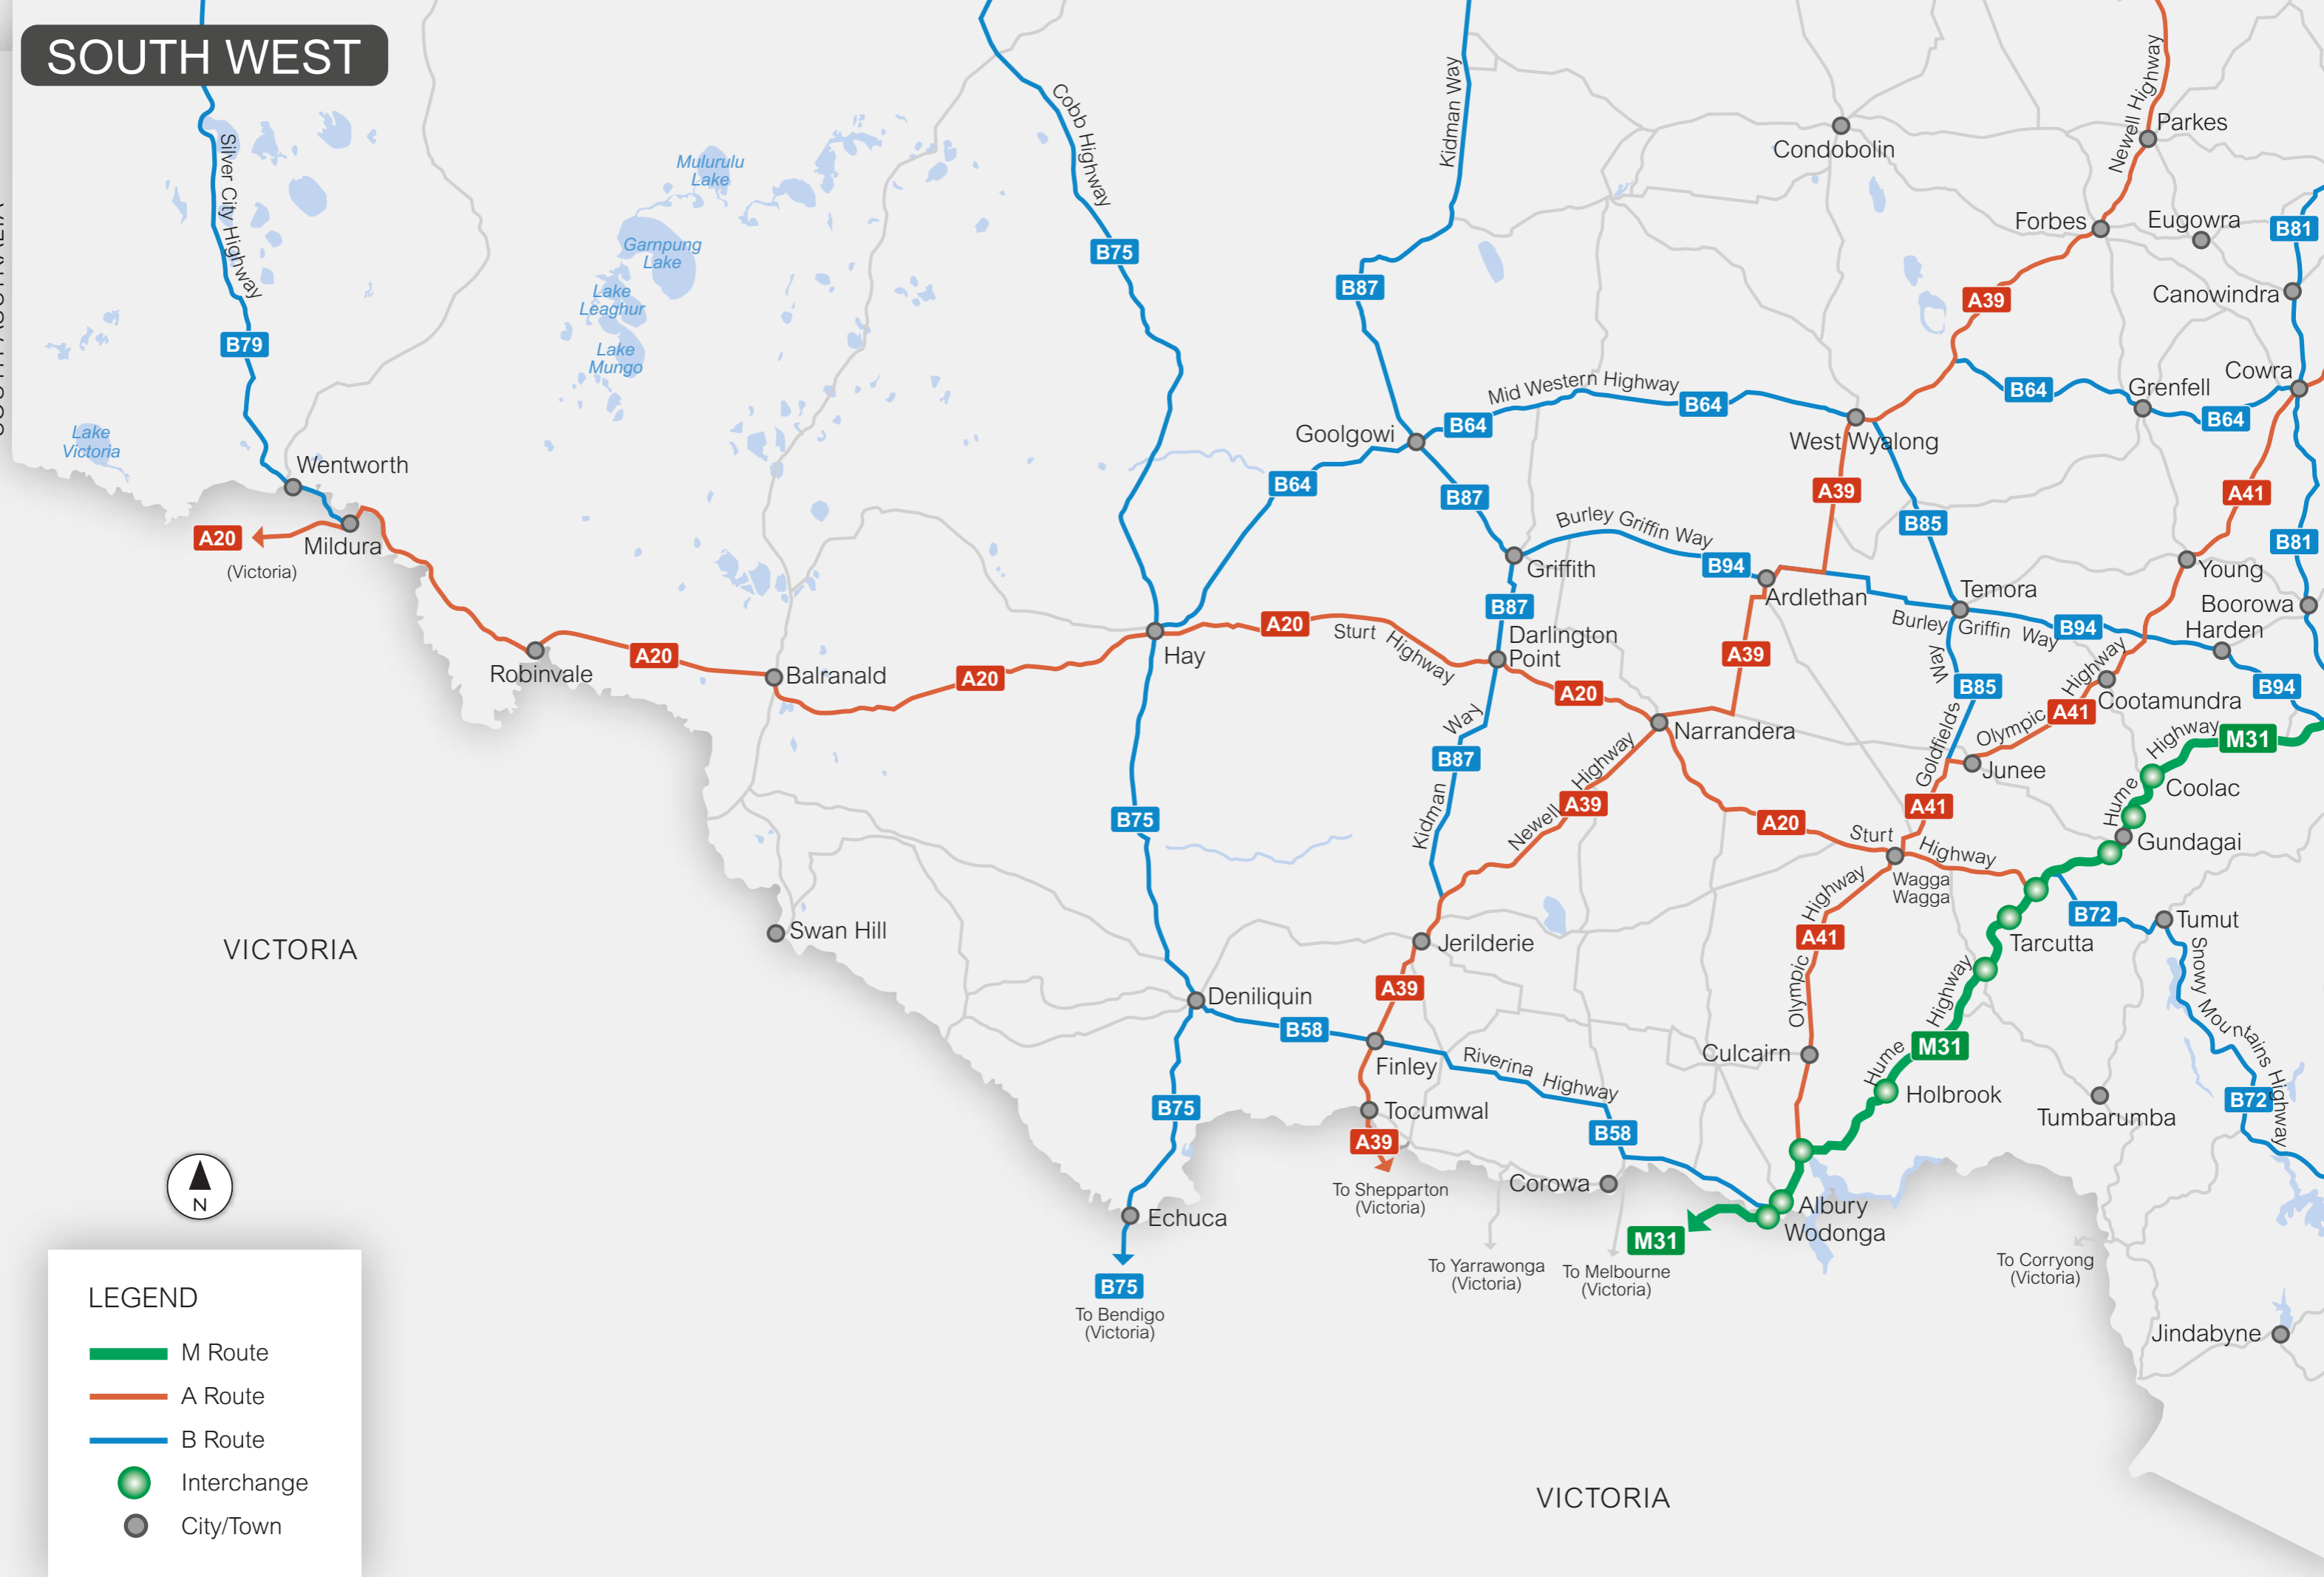 SOUTH WEST
Silver City Highway
B79
Lake
Victoria
Wentworth
A20
(Victoria)
Mildura
Robinvale
A20
Balranald
A20
Mulurulu
Lake
Garnpung
Lake
Lake
Leaghur
Lake
Mungo
Cobb Highway
B75
Kidman Way
B87
Goolgowi
B64
B64
Mid Western Highway
B64
B87
Griffith
Burley Griffin Way
B94
Ardlethan
Hay
A20
Sturt Highway
B87
Darlington
Point
A20
Narrandera
A39
Condobolin
Newell Highway
Parkes
Forbes
Eugowra
B81
Canowindra
A39
Cowra
B64
Grenfell
B64
West Wyalong
A39
B85
A41
B81
Young
Boorowa
Harden
Temora
Burley Griffin Way
B94
B94
Way
B85
Goldfields
Highway
Cootamundra
A41
Olympic
Junee
A41
Highway
M31
Hume
Coolac
Gundagai
B75
Way
B87
Kidman
Highway
A39
Newell
A20
Sturt
Highway
Wagga
Wagga
Highway
A41
Olympic
B72
Tumut
Tarcutta
Snowy Mountains Highway
B72
Highway
M31
Hume
Holbrook
Culcairn
Tumbarumba
Swan Hill
VICTORIA
Jerilderie
A39
Deniliquin
B58
Finley
Riverina Highway
B58
Tocumwal
A39
To Shepparton
(Victoria)
Corowa
B75
Echuca
B75
To Bendigo
(Victoria)
To Yarrawonga
(Victoria)
To Melbourne
(Victoria)
M31
Albury
Wodonga
To Corryong
(Victoria)
Jindabyne
VICTORIA
N
LEGEND
M Route
A Route
B Route
Interchange
City/Town